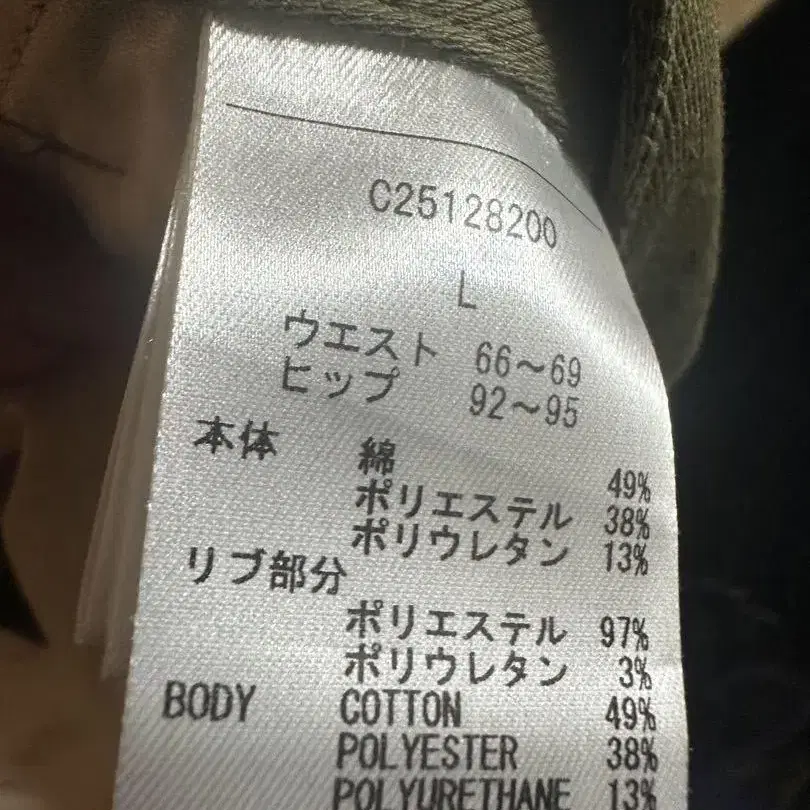 C25128200
L
ウエスト 66〜69
ヒップ 92〜95
本体 綿 49%
ポリエステル 38%
ポリウレタン 13%
リブ部分
ポリエステル 97%
ポリウレタン 3%
BODY COTTON 49%
POLYESTER 38%
POLYURETHANE 13%